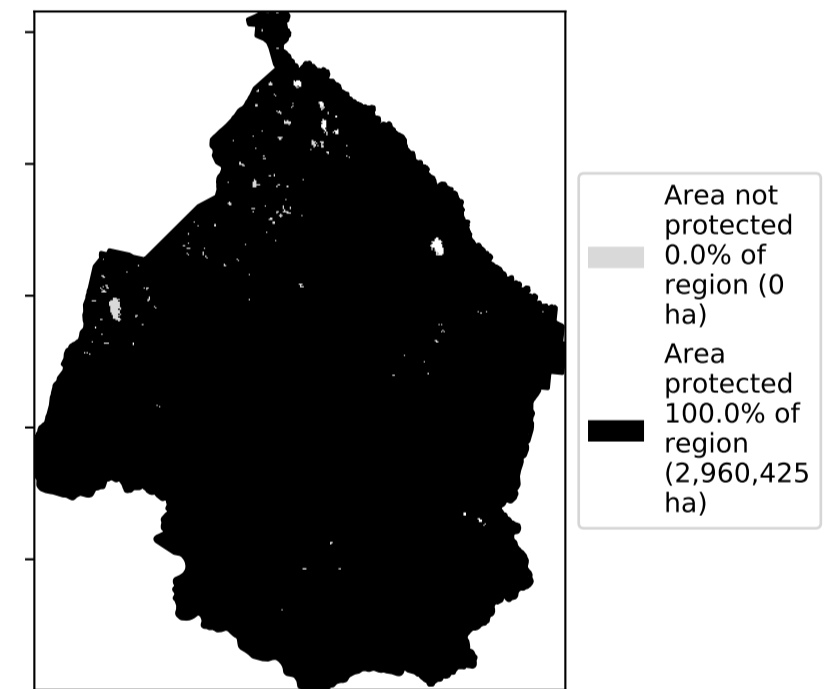 Area not
protected
0.0% of
region (0
ha)
Area
protected
100.0% of
region
(2,960,425
ha)